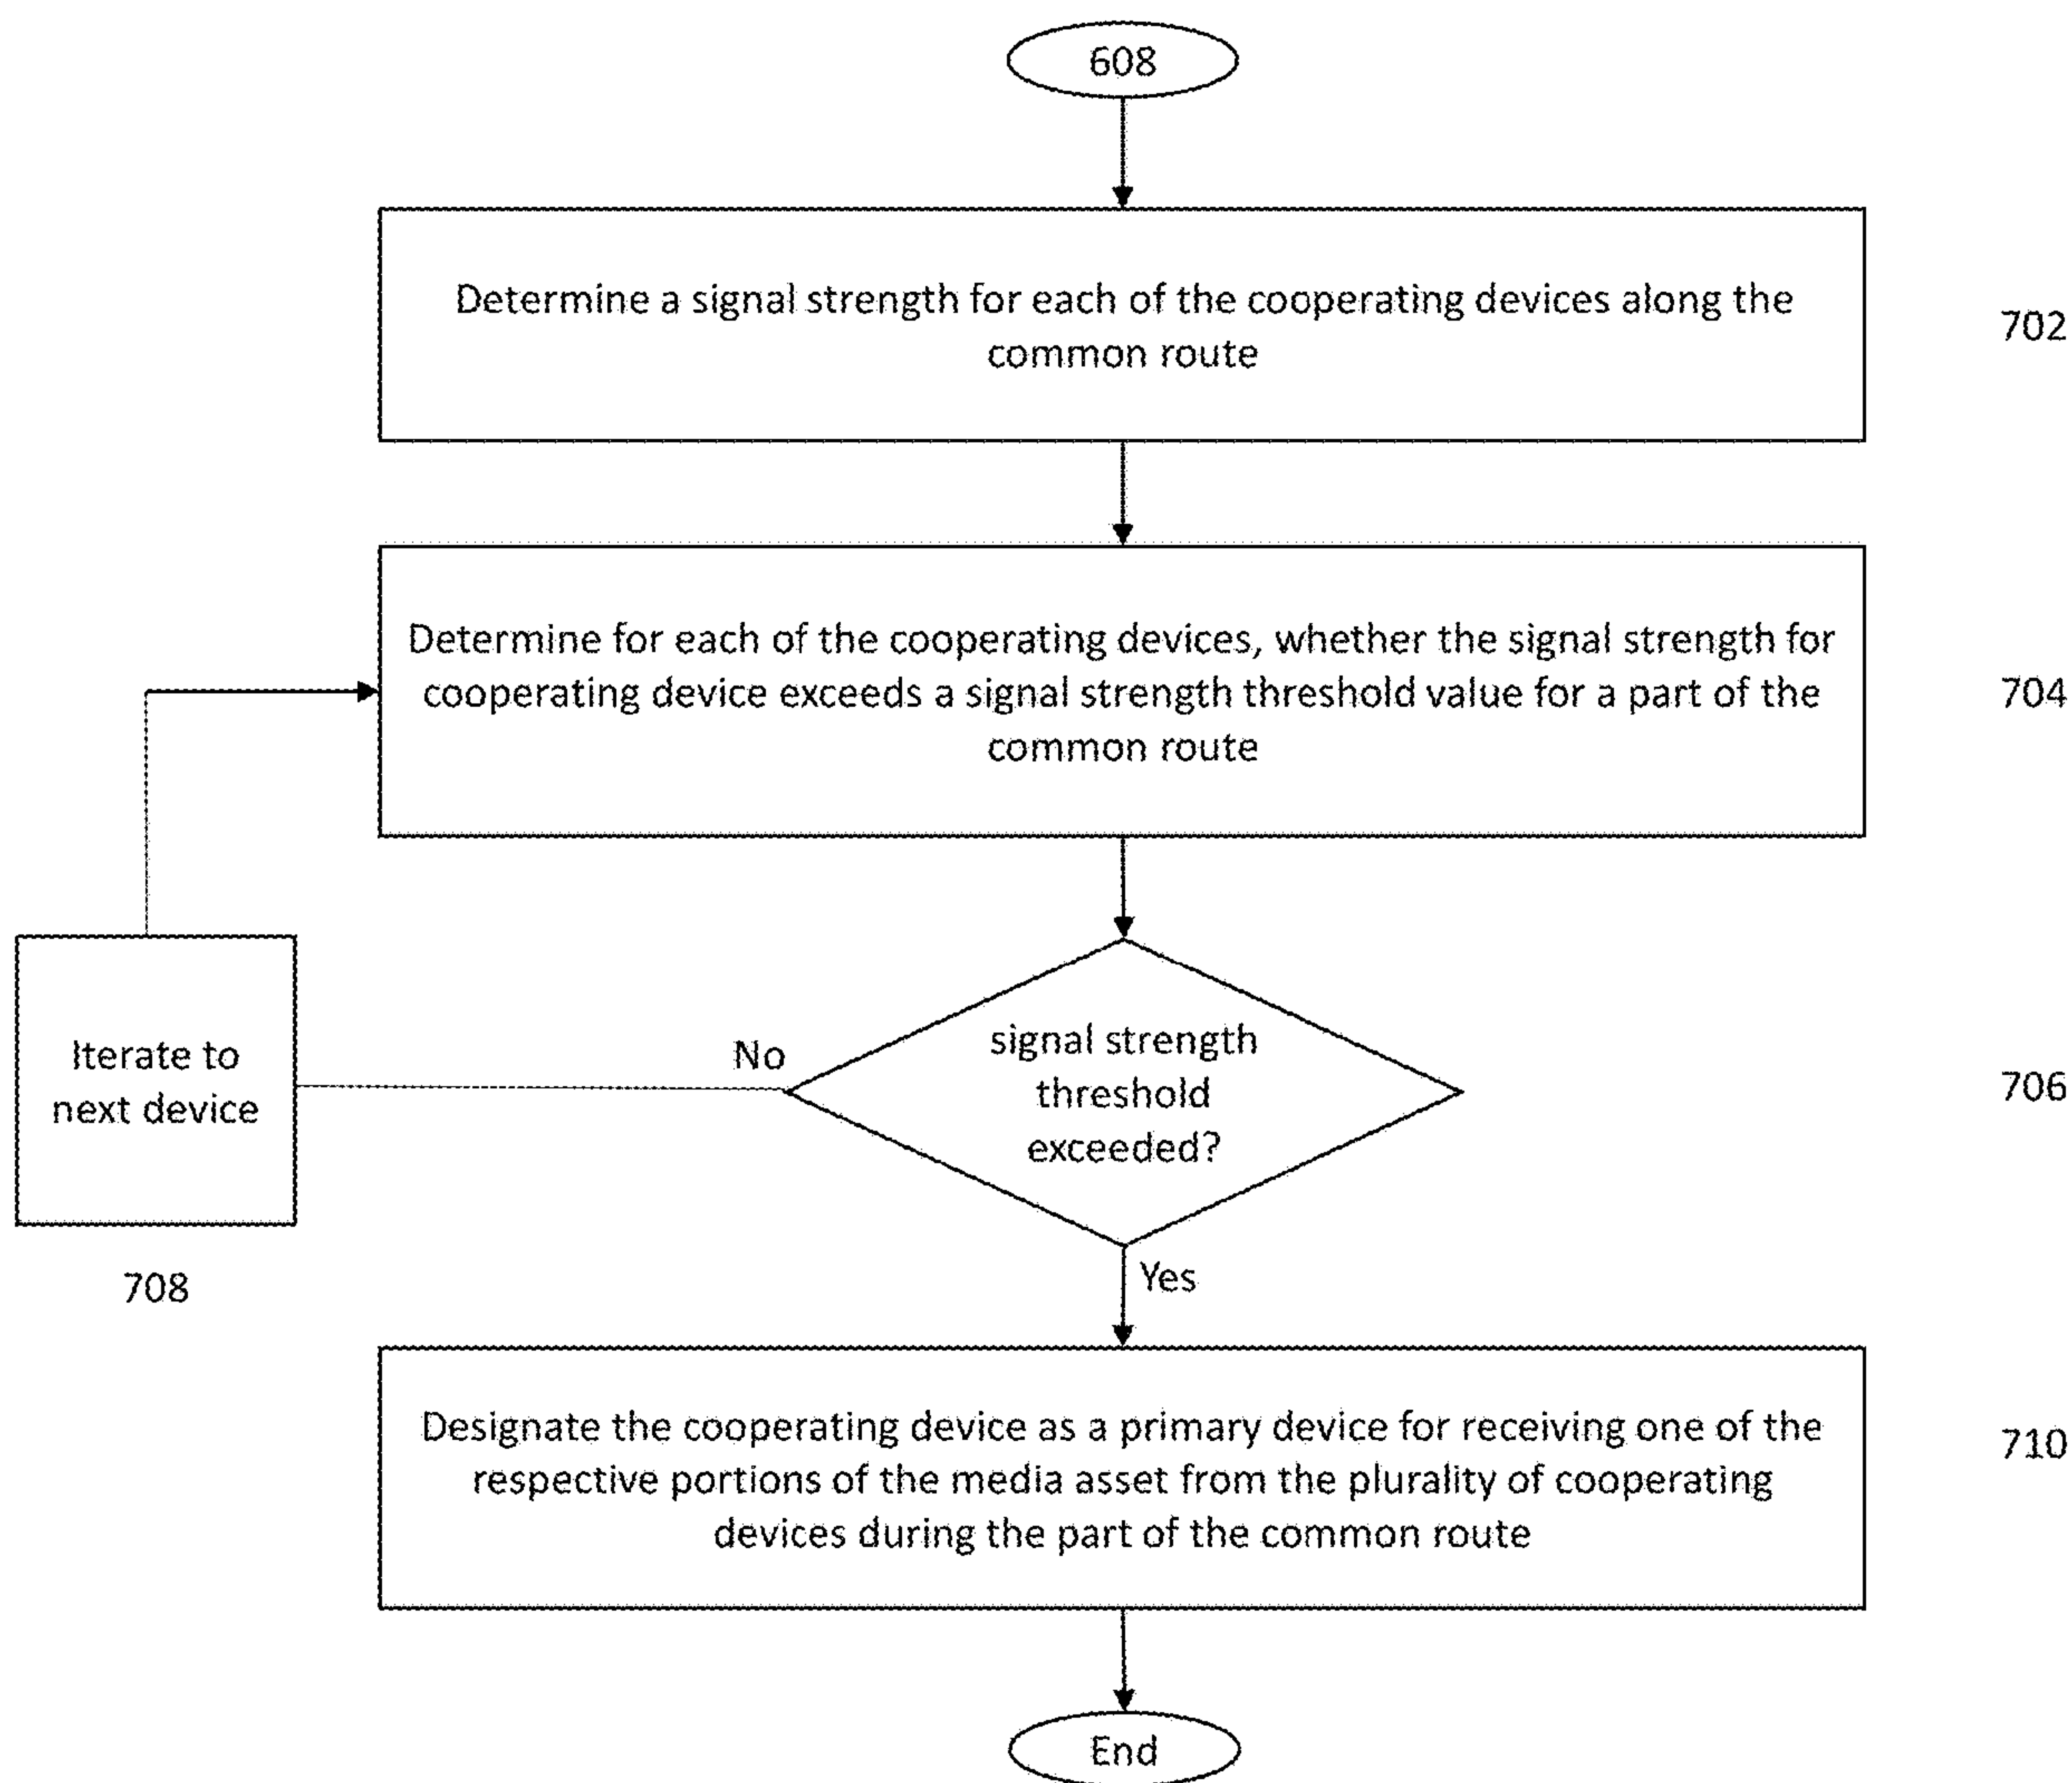 608
Determine a signal strength for each of the cooperating devices along the
common route
702
Determine for each of the cooperating devices, whether the signal strength for
cooperating device exceeds a signal strength threshold value for a part of the
common route
704
Iterate to
next device
708
No
signal strength
threshold
exceeded?
706
Yes
Designate the cooperating device as a primary device for receiving one of the
respective portions of the media asset from the plurality of cooperating
devices during the part of the common route
710
End